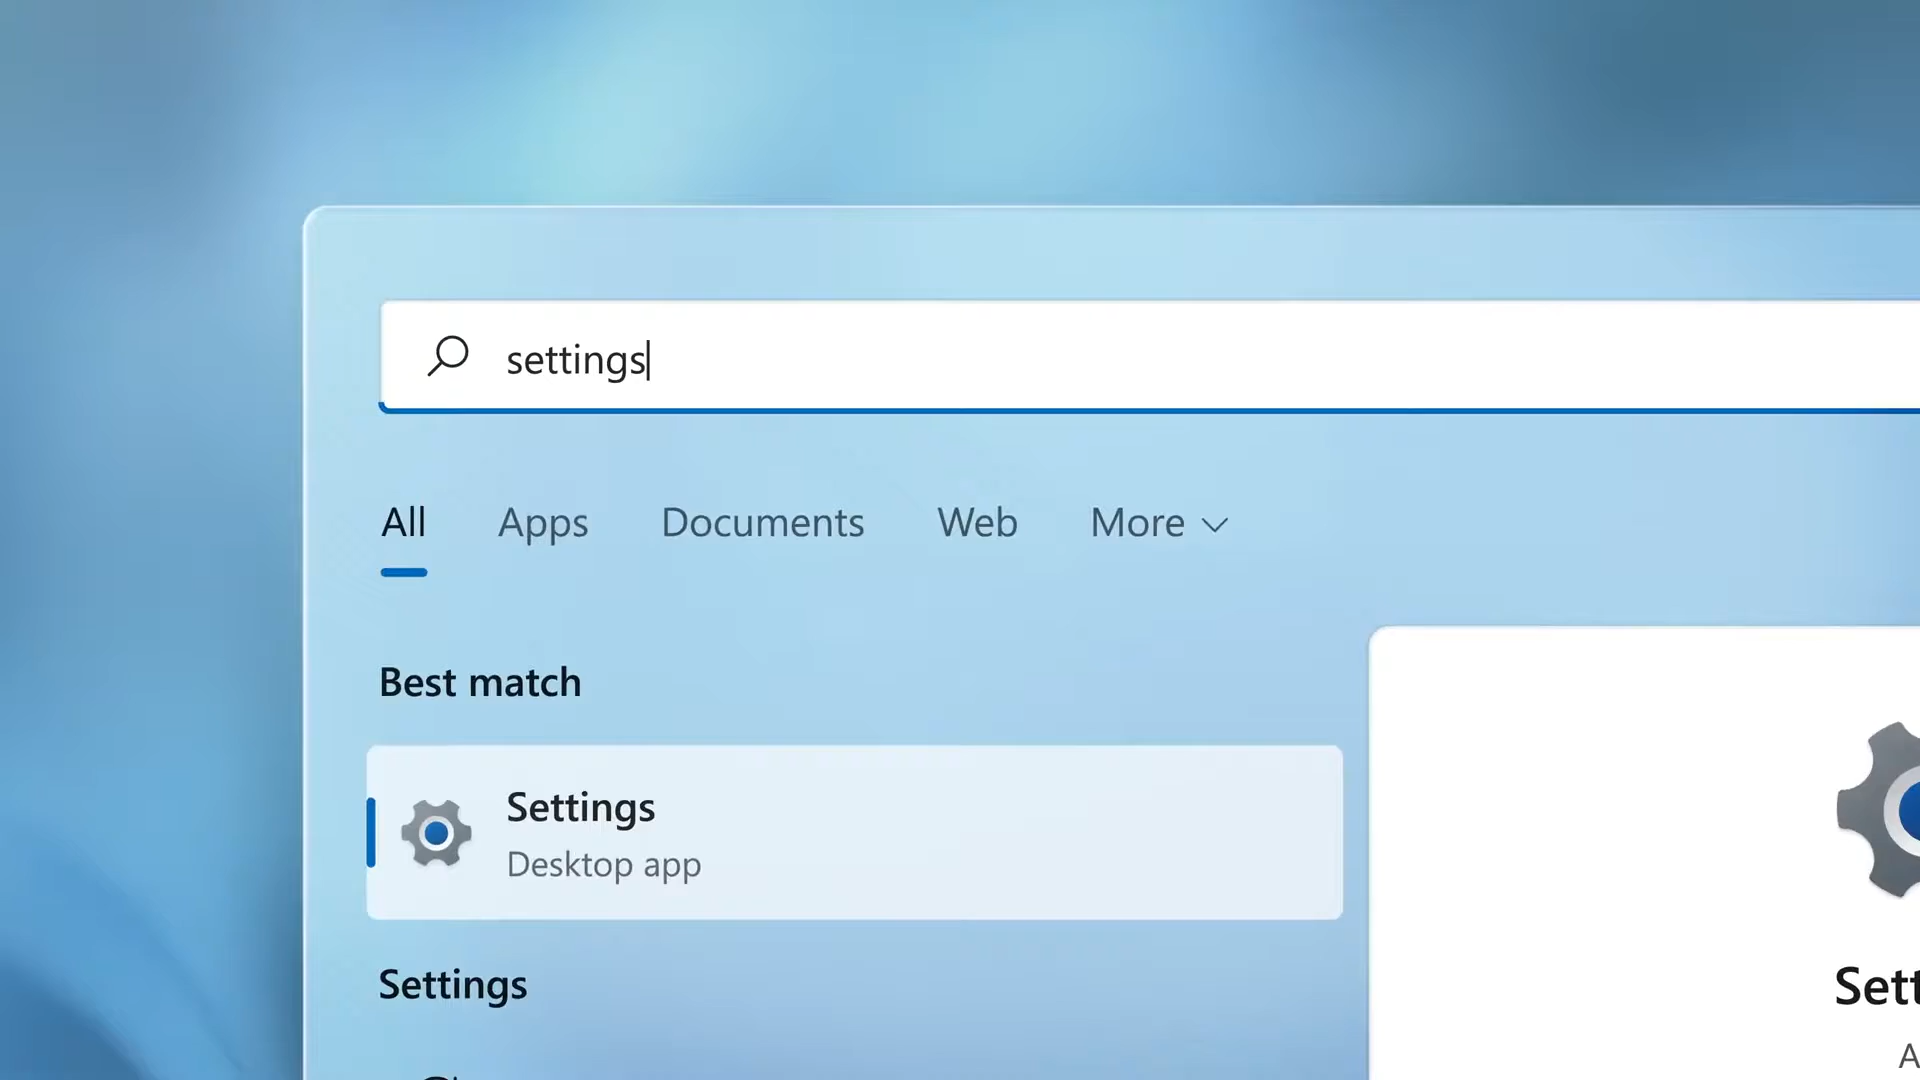 settings
All Apps Documents Web More
Best match
Settings
Desktop app
Settings
Sett
A